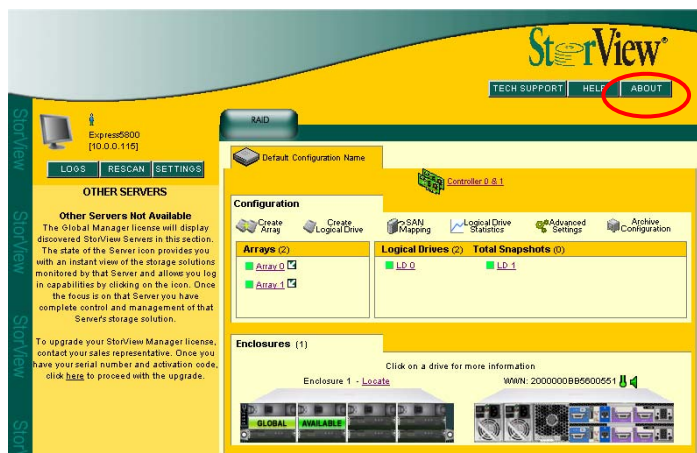 StorView®
TECH SUPPORT HELP ABOUT
StorView
StorView
StorView
StorView
Express5800
[10.0.0.115]
LOGS RESCAN SETTINGS
OTHER SERVERS
Other Servers Not Available
The Global Manager license will display
discovered StorView Servers in this section.
The state of the Server icon provides you
with an instant view of the storage solutions
monitored by that Server and allows you log
in capabilities by clicking on the icon. Once
the focus is on that Server you have
complete control and management of that
Server's storage solution.
To upgrade your StorView Manager license,
contact your sales representative. Once you
have your serial number and activation code,
click here to proceed with the upgrade.
RAID
Default Configuration Name
Controller 0 & 1
Configuration
Create Array
Create Logical Drive
SAN Mapping
Logical Drive Statistics
Advanced Settings
Archive Configuration
Arrays (2)
Array 0
Array 1
Logical Drives (2) Total Snapshots (0)
LD 0 LD 1
Enclosures (1)
Click on a drive for more information
Enclosure 1 - Locate
WWN: 2000000BB5600551
GLOBAL AVAILABLE